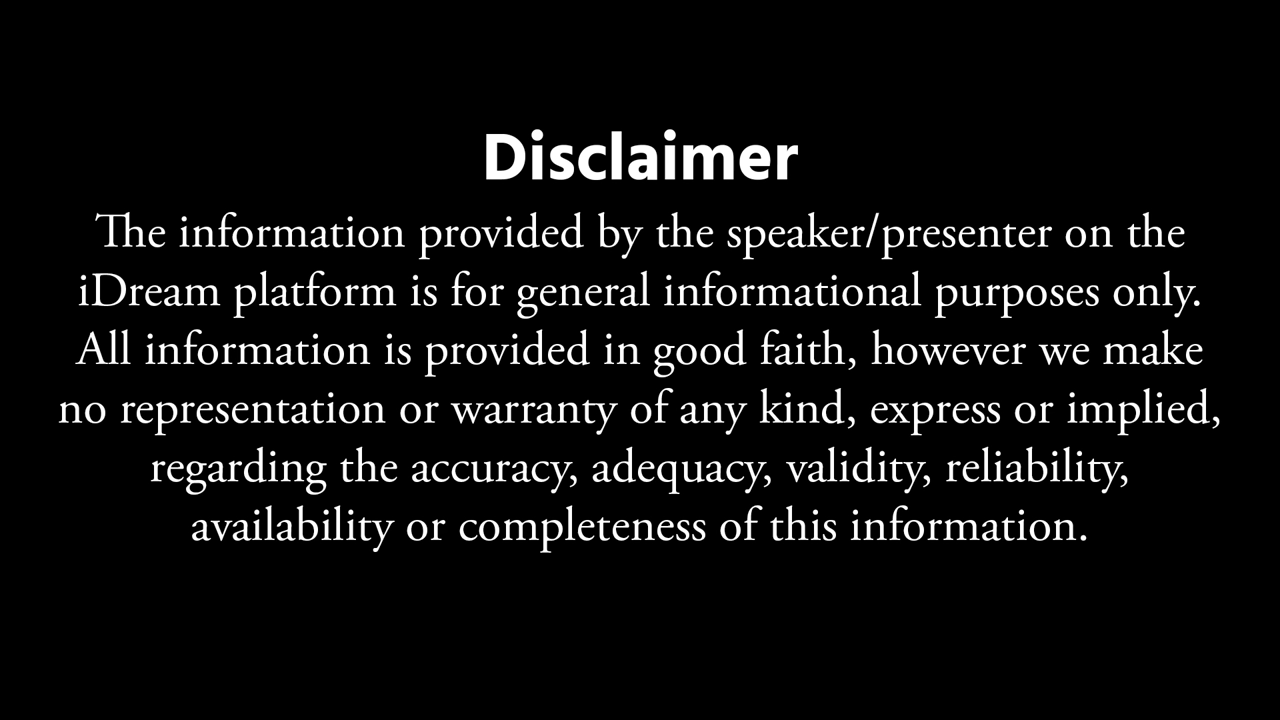 Disclaimer
The information provided by the speaker/presenter on the
iDream platform is for general informational purposes only.
All information is provided in good faith, however we make
no representation or warranty of any kind, express or implied,
regarding the accuracy, adequacy, validity, reliability,
availability or completeness of this information.